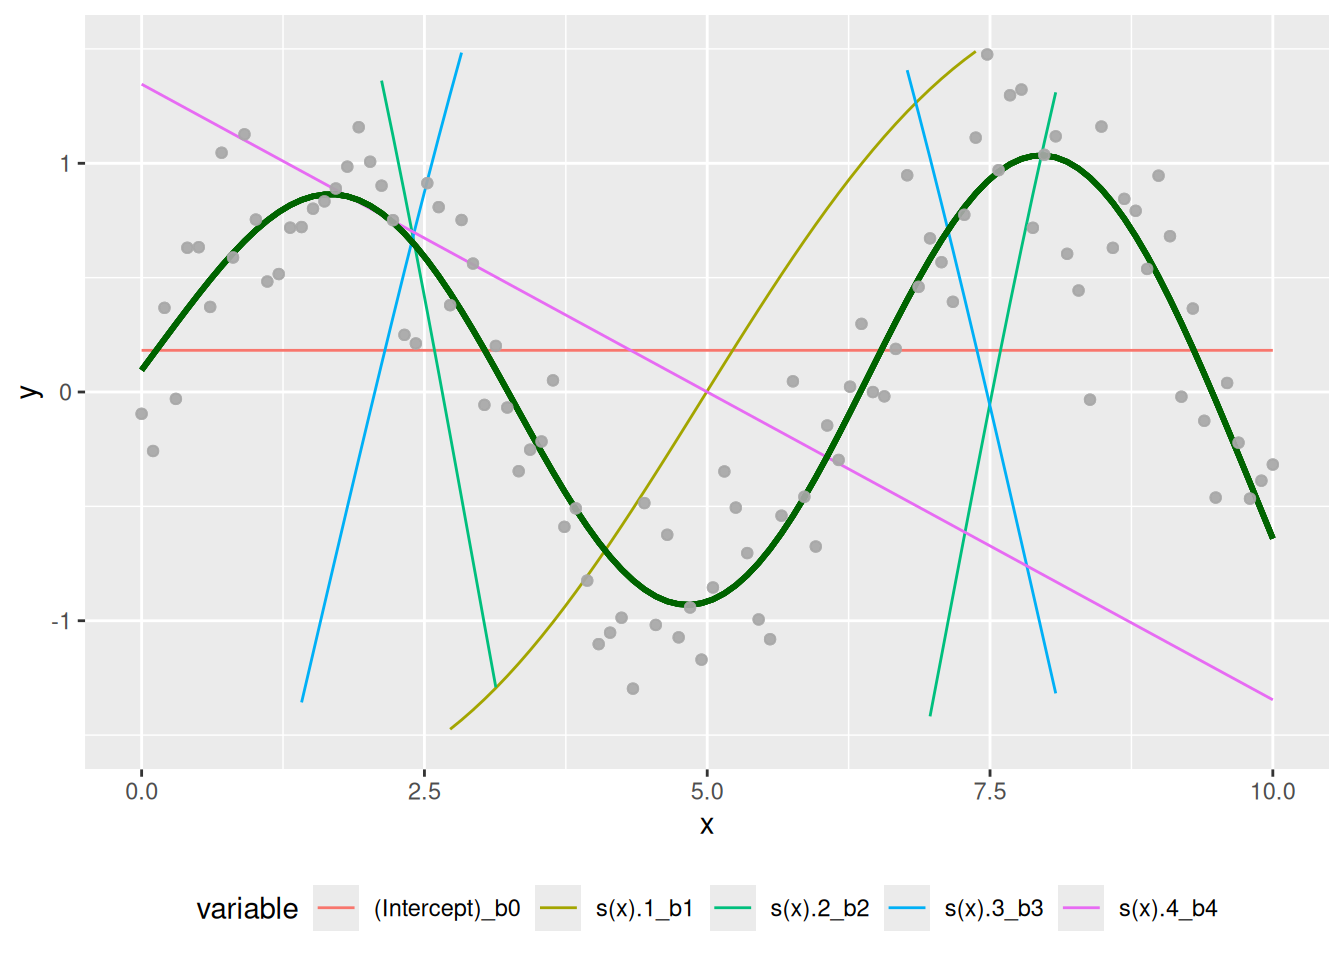 1
0
-1
y
0.0 2.5 5.0 7.5 10.0
x
variable (Intercept)_b0 s(x).1_b1 s(x).2_b2 s(x).3_b3 s(x).4_b4